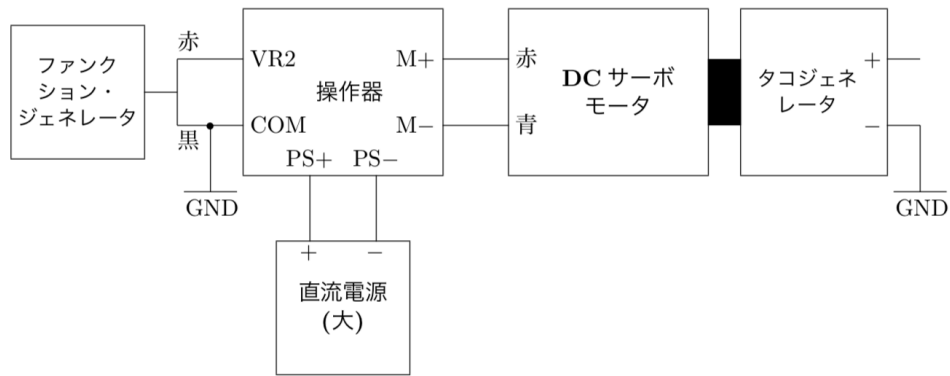 ファンク
ション・
ジェネレータ
赤
黒
GND
VR2
COM
操作器
M+
M−
PS+ PS−
+ −
直流電源
(大)
赤
青
DC サーボ
モータ
タコジェネ
レータ
+
−
GND